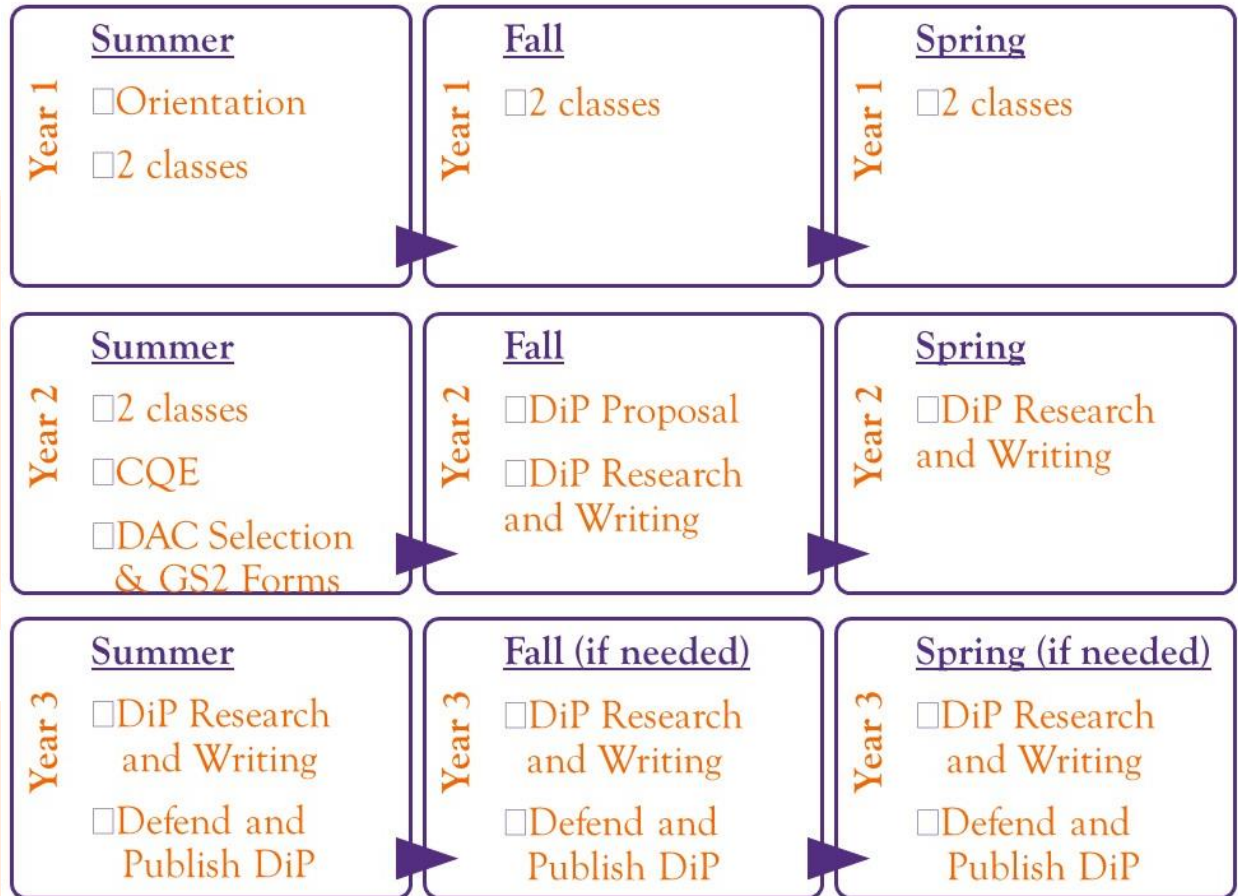 Year 1
Summer
□Orientation
□2 classes
Year 1
Fall
□2 classes
Year 1
Spring
□2 classes
Year 2
Summer
□2 classes
□CQE
□DAC Selection
& GS2 Forms
Year 2
Fall
□DiP Proposal
□DiP Research
and Writing
Year 2
Spring
□DiP Research
and Writing
Year 3
Summer
□DiP Research
and Writing
□Defend and
Publish DiP
Year 3
Fall (if needed)
□DiP Research
and Writing
□Defend and
Publish DiP
Year 3
Spring (if needed)
□DiP Research
and Writing
□Defend and
Publish DiP